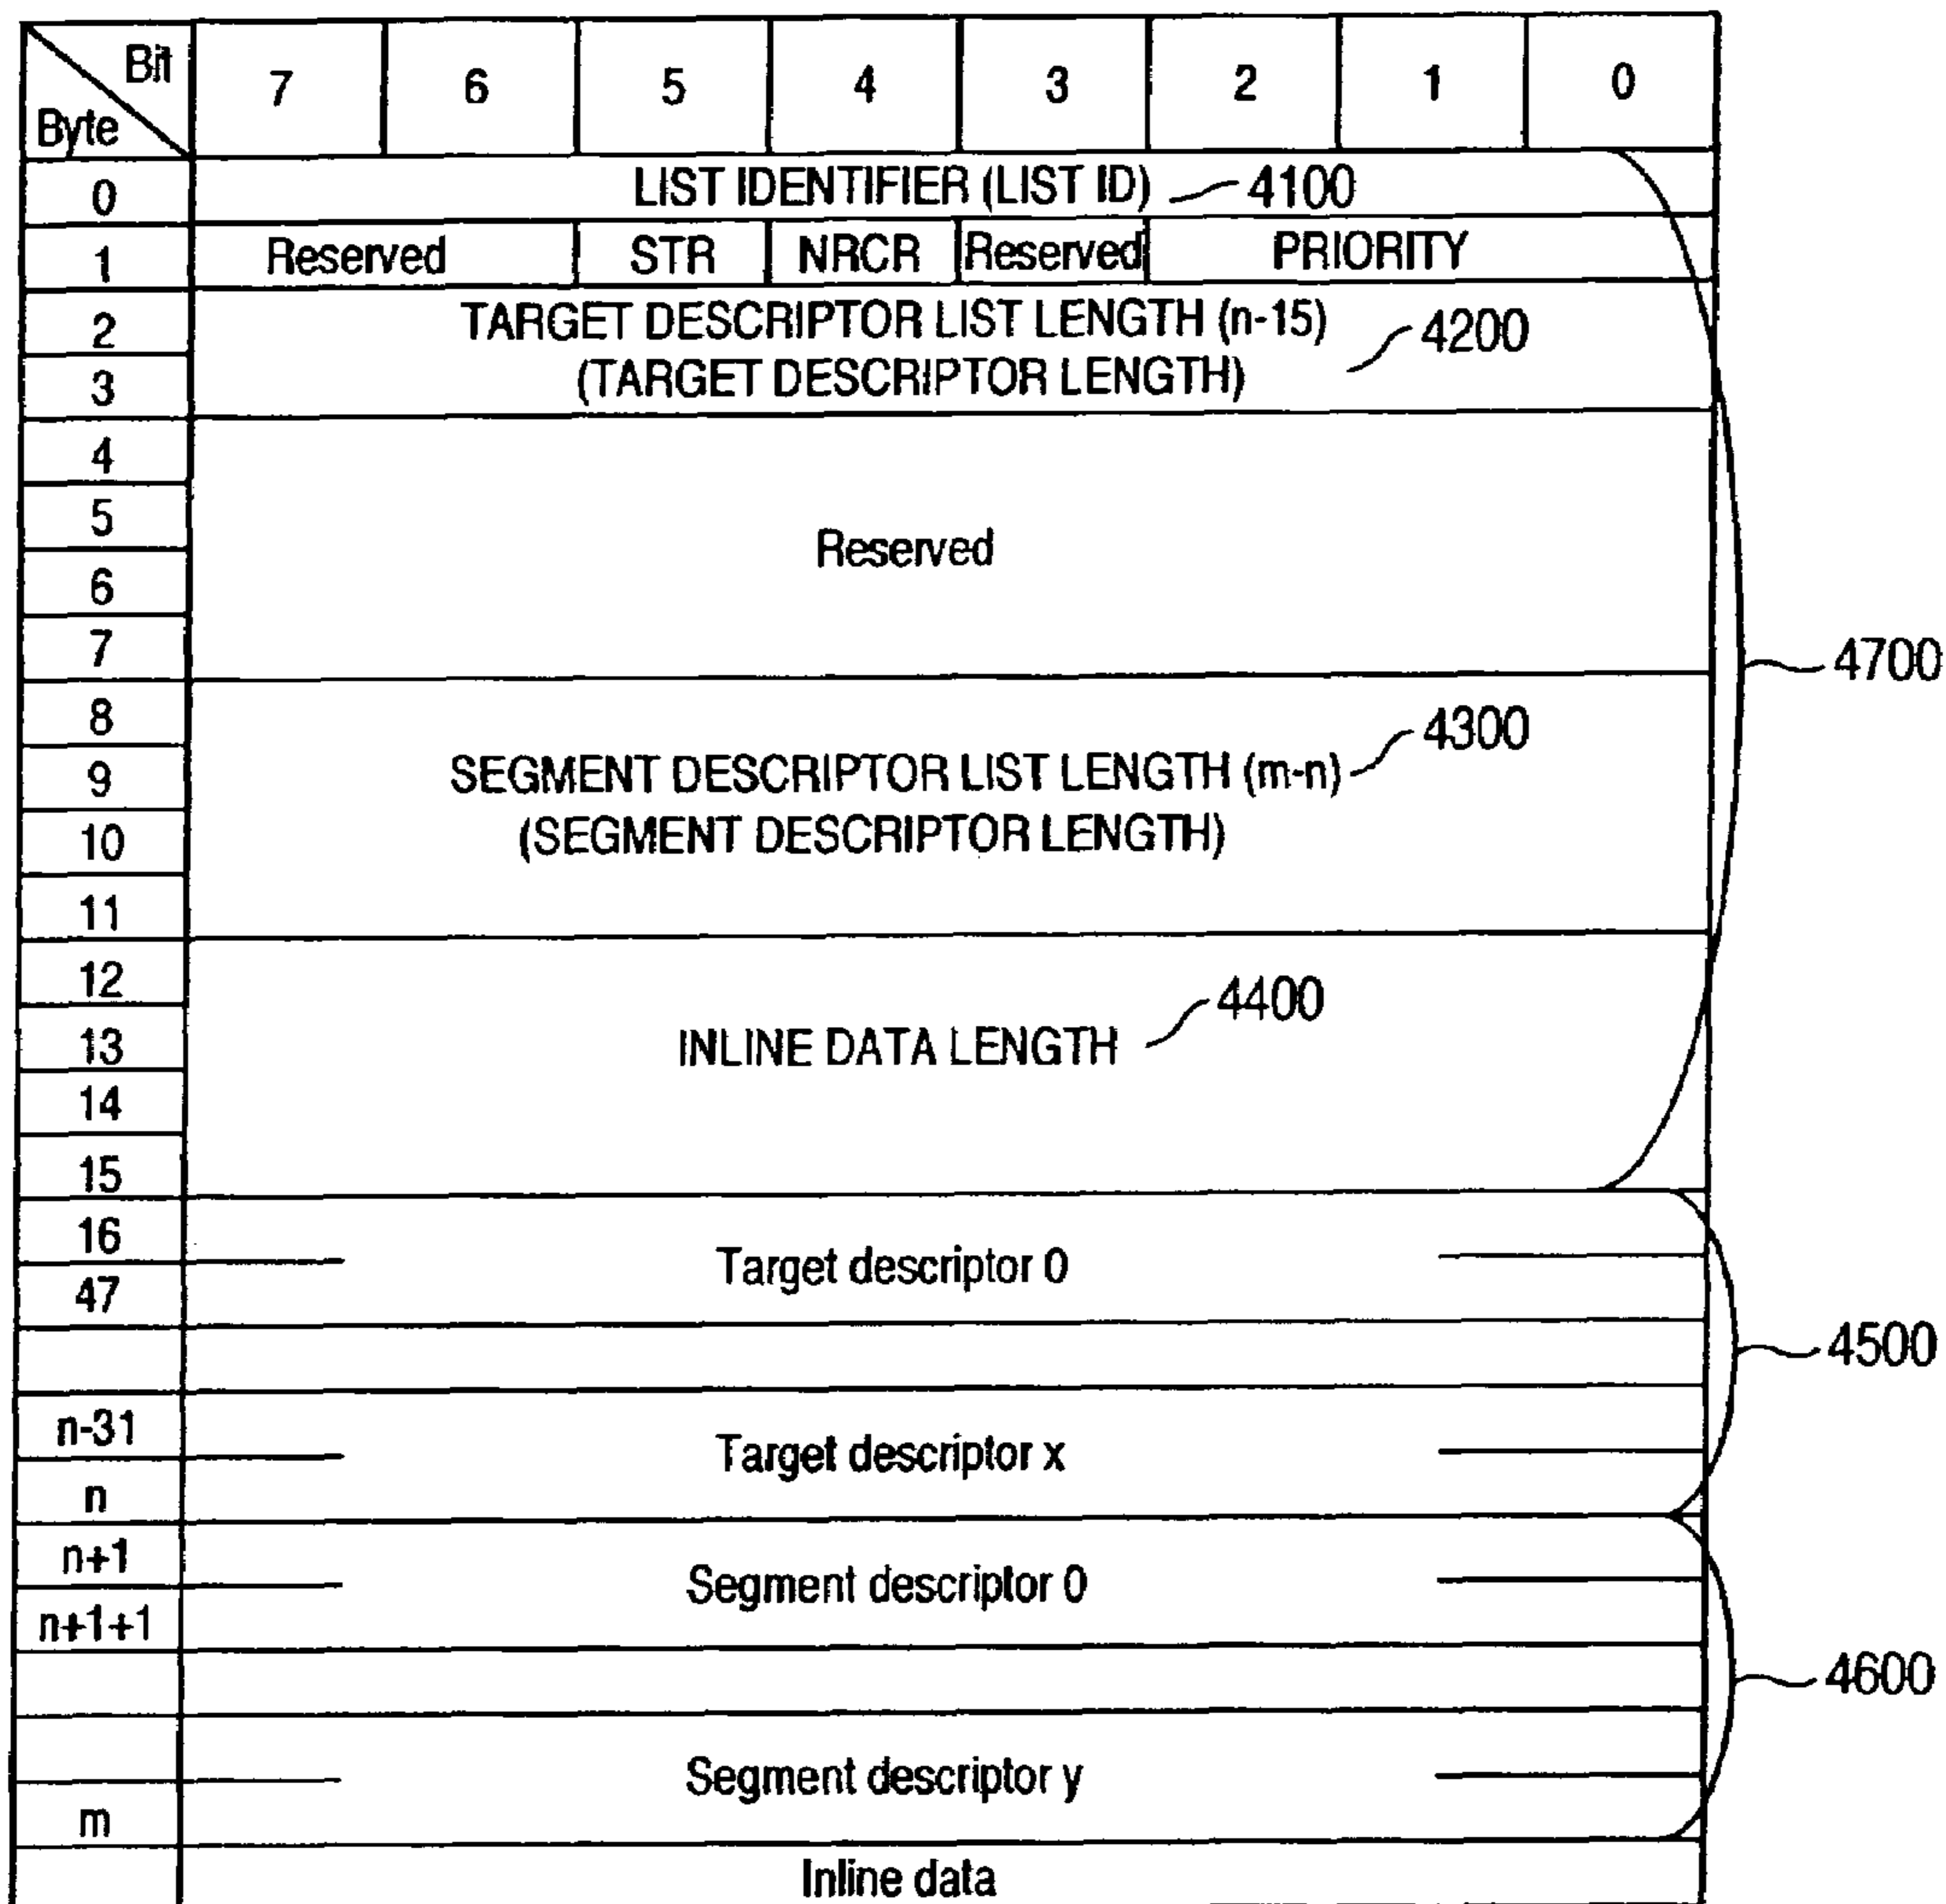 Bit
Byte
7 6 5 4 3 2 1 0
0 LIST IDENTIFIER (LIST ID) 4100
1 Reserved STR NRCR Reserved PRIORITY
2 TARGET DESCRIPTOR LIST LENGTH (n-15) 4200
3 (TARGET DESCRIPTOR LENGTH)
4
5
Reserved
6
7
4700
8
4300
9 SEGMENT DESCRIPTOR LIST LENGTH (m-n)
10 (SEGMENT DESCRIPTOR LENGTH)
11
12
4400
13 INLINE DATA LENGTH
14
15
16
Target descriptor 0
47
4500
n-31
Target descriptor x
n
n+1
Segment descriptor 0
n+1+1
4600
Segment descriptor y
m
Inline data